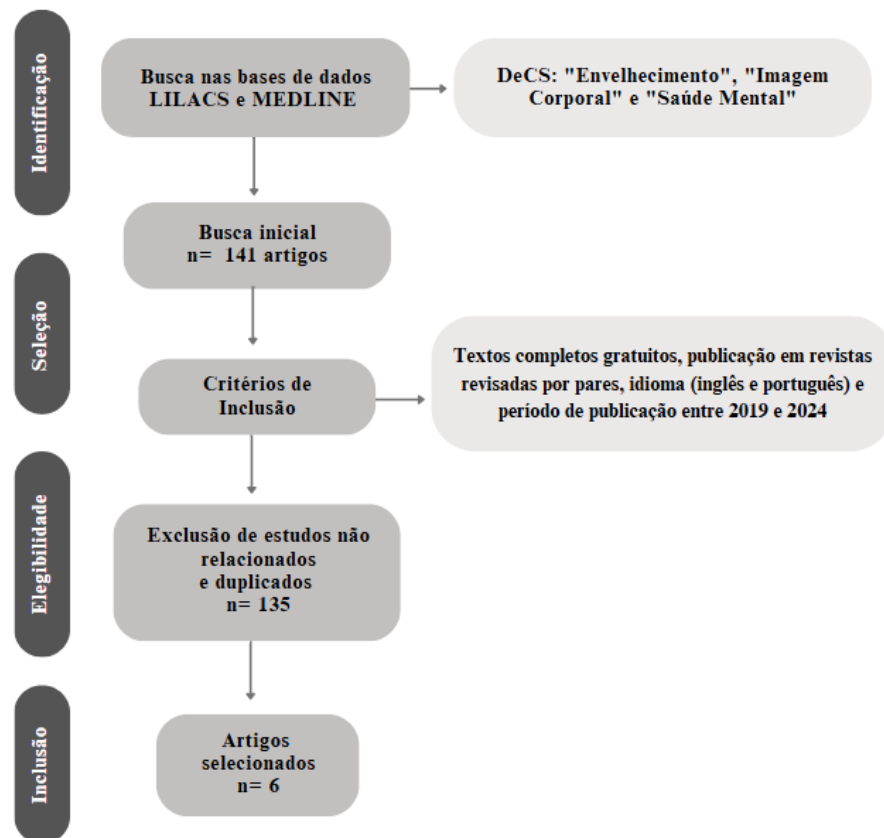 Identificação
Busca nas bases de dados
LILACS e MEDLINE
DeCS: "Envelhecimento", "Imagem
Corporal" e "Saúde Mental"
Busca inicial
n= 141 artigos
Seleção
Critérios de
Inclusão
Textos completos gratuitos, publicação em revistas
revisadas por pares, idioma (inglês e português) e
período de publicação entre 2019 e 2024
Elegibilidade
Exclusão de estudos não
relacionados
e duplicados
n= 135
Inclusão
Artigos
selecionados
n= 6